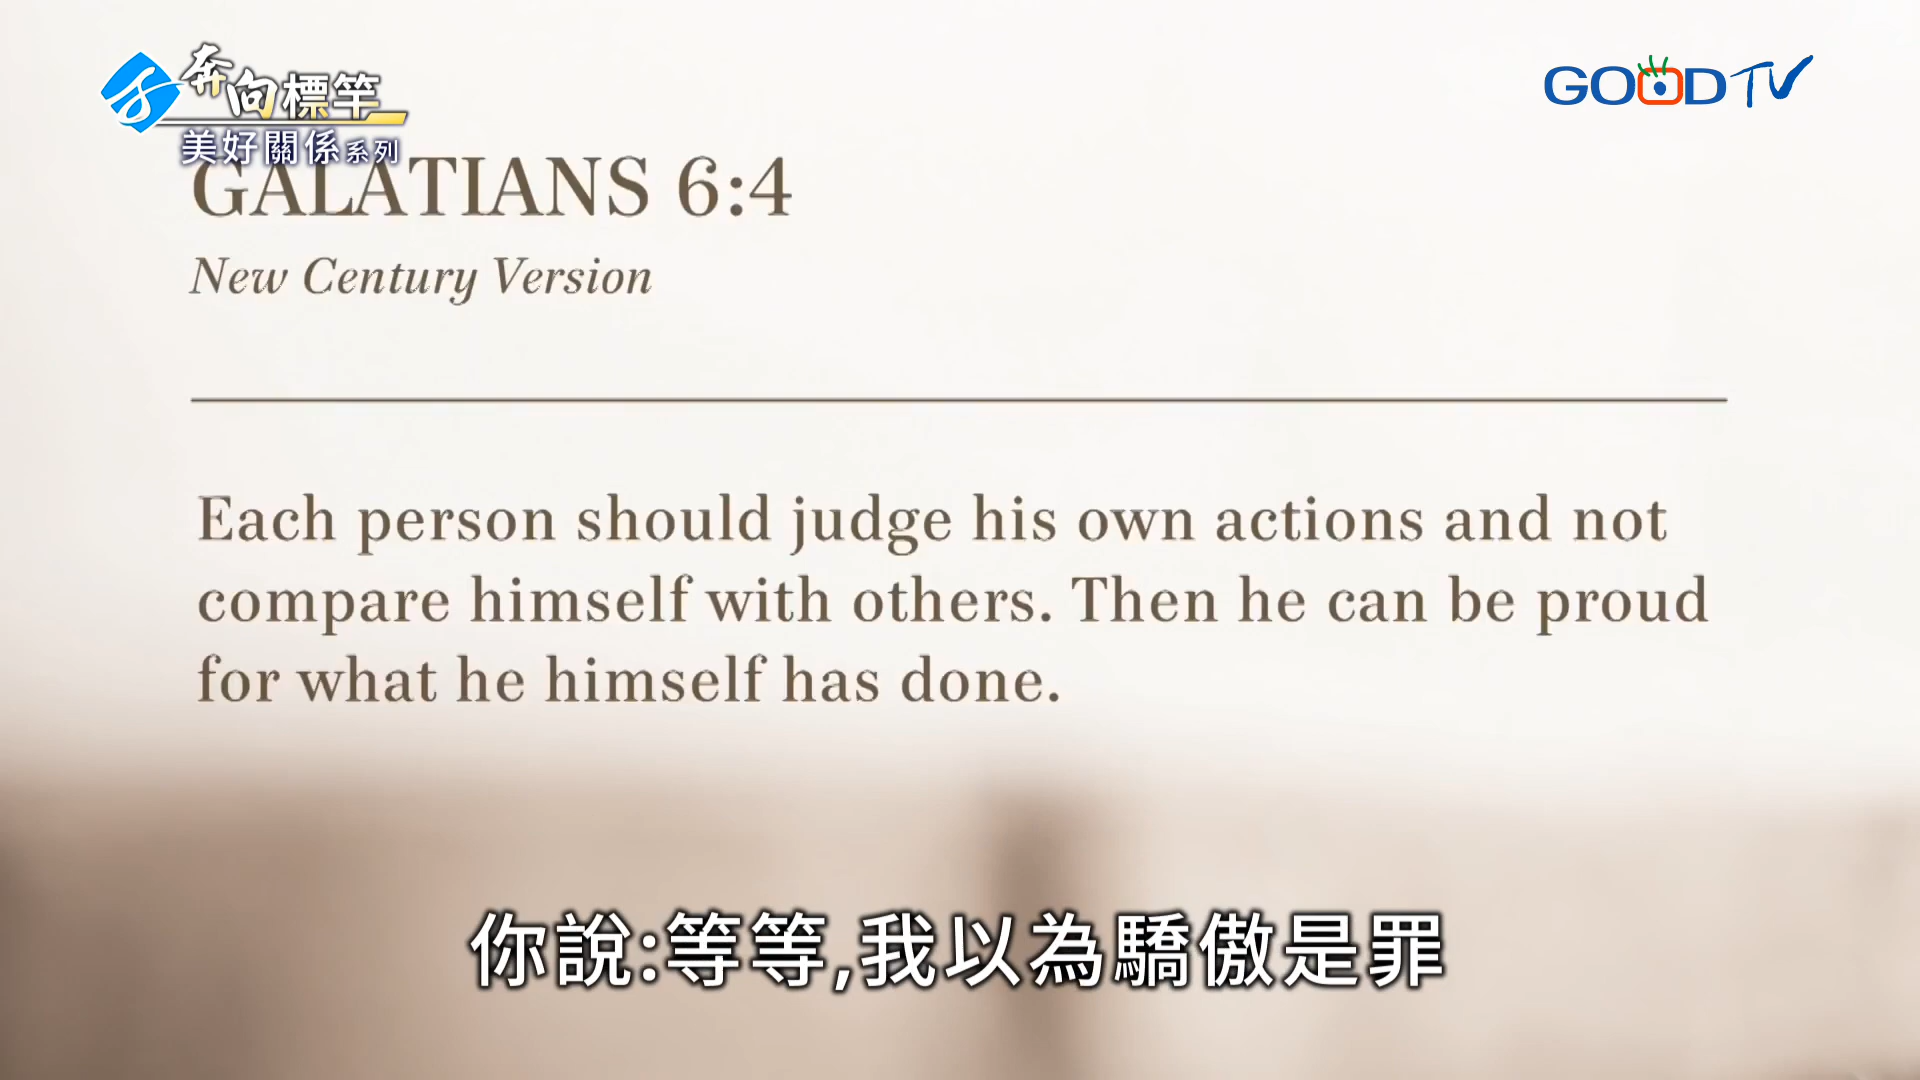 奔向標竿
美好關係系列
GOOD TV
GALATIANS 6:4
New Century Version
Each person should judge his own actions and not
compare himself with others. Then he can be proud
for what he himself has done.
你說:等等,我以為驕傲是罪